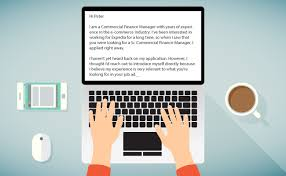 Hi Peter
I am a Commercial Finance Manager with years of experi-
ence in the e-commerce industry. I've been interested in
working for Expedia for a long time, so when I saw that
you were looking for a Sr. Commercial Finance Manager, I
applied right away.
I haven't yet heard back on my application. However, I
thought I'd reach out to introduce myself directly because
I believe my experience is very relevant to what you're
looking for in your job ad.